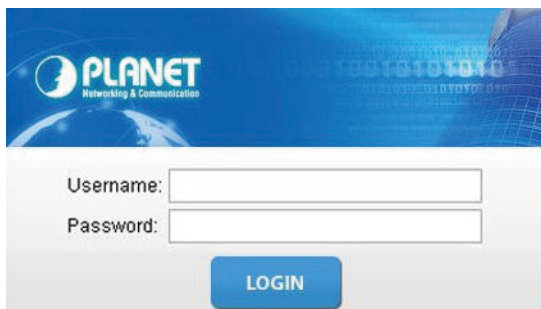 PLANET
Networking & Communication
Username:
Password:
LOGIN